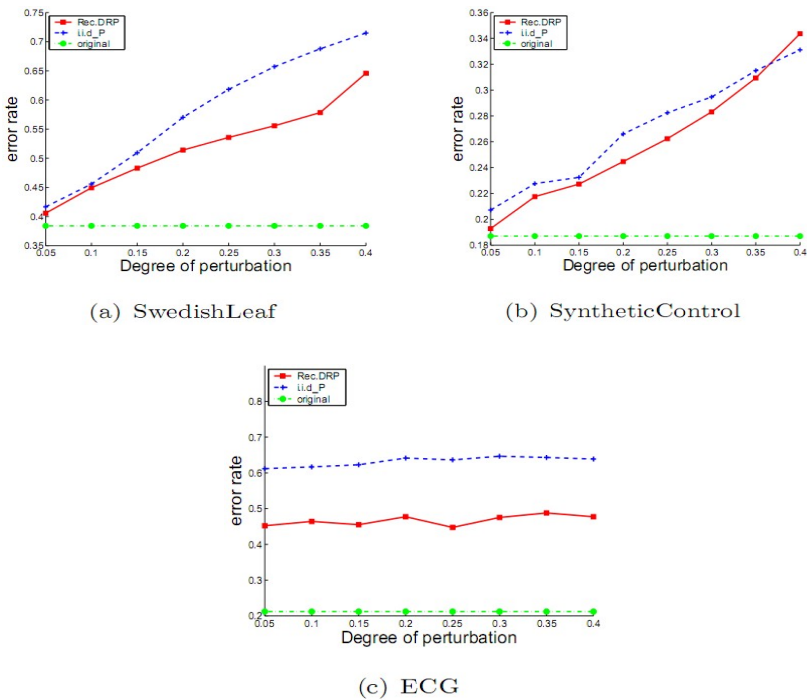 0.75
Rec.DRP
i.i.d_P
original
0.7
0.65
0.6
0.55
0.5
0.45
0.4
0.35
error rate
0.05 0.1 0.15 0.2 0.25 0.3 0.35 0.4
Degree of perturbation
(a) SwedishLeaf
0.36
Rec.DRP
i.i.d_P
original
0.34
0.32
0.3
0.28
0.26
0.24
0.22
0.2
0.18
error rate
0.05 0.1 0.15 0.2 0.25 0.3 0.35 0.4
Degree of perturbation
(b) SyntheticControl
Rec.DRP
i.i.d_P
original
0.8
0.7
0.6
0.5
0.4
0.3
0.2
error rate
0.05 0.1 0.15 0.2 0.25 0.3 0.35 0.4
Degree of perturbation
(c) ECG